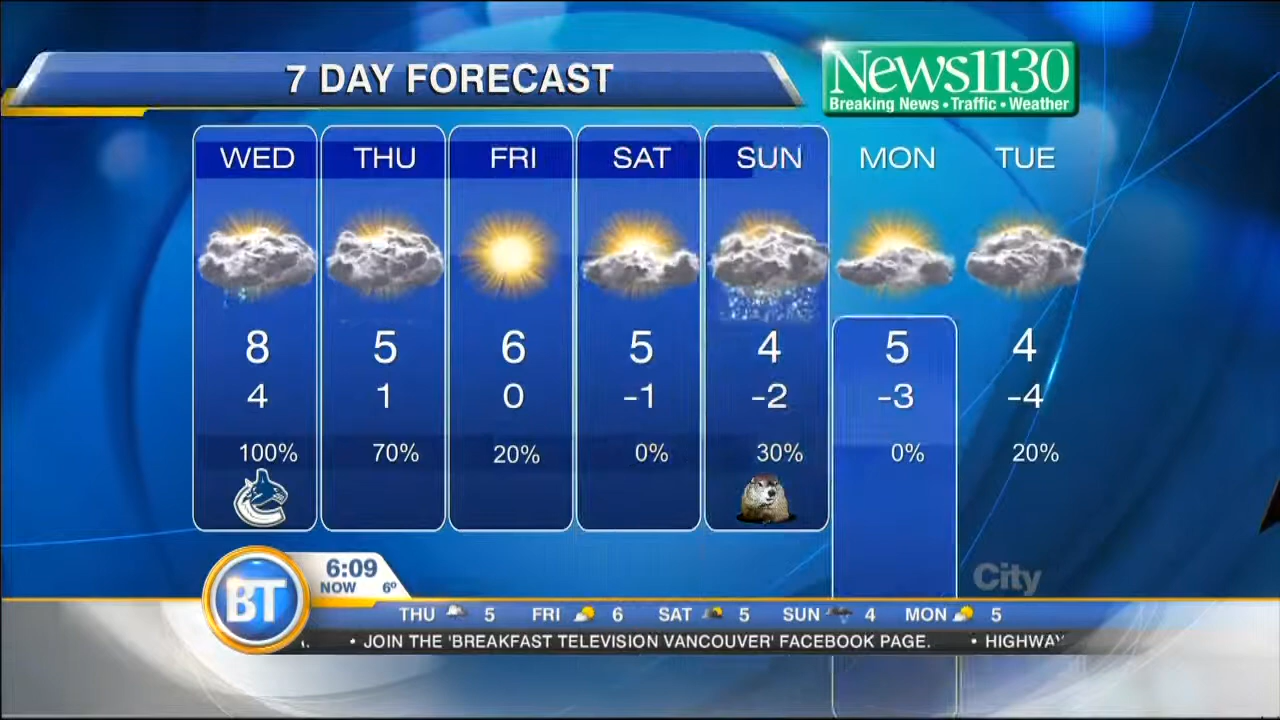 7 DAY FORECAST
News1130
Breaking News • Traffic • Weather
WED THU FRI SAT SUN MON TUE
8 5 6 5 4 5 4
4 1 0 -1 -2 -3 -4
100% 70% 20% 0% 30% 0% 20%
City
BT
6:09
NOW 6º
THU 5 FRI 6 SAT 5 SUN 4 MON 5
• JOIN THE 'BREAKFAST TELEVISION VANCOUVER' FACEBOOK PAGE. • HIGHWAY